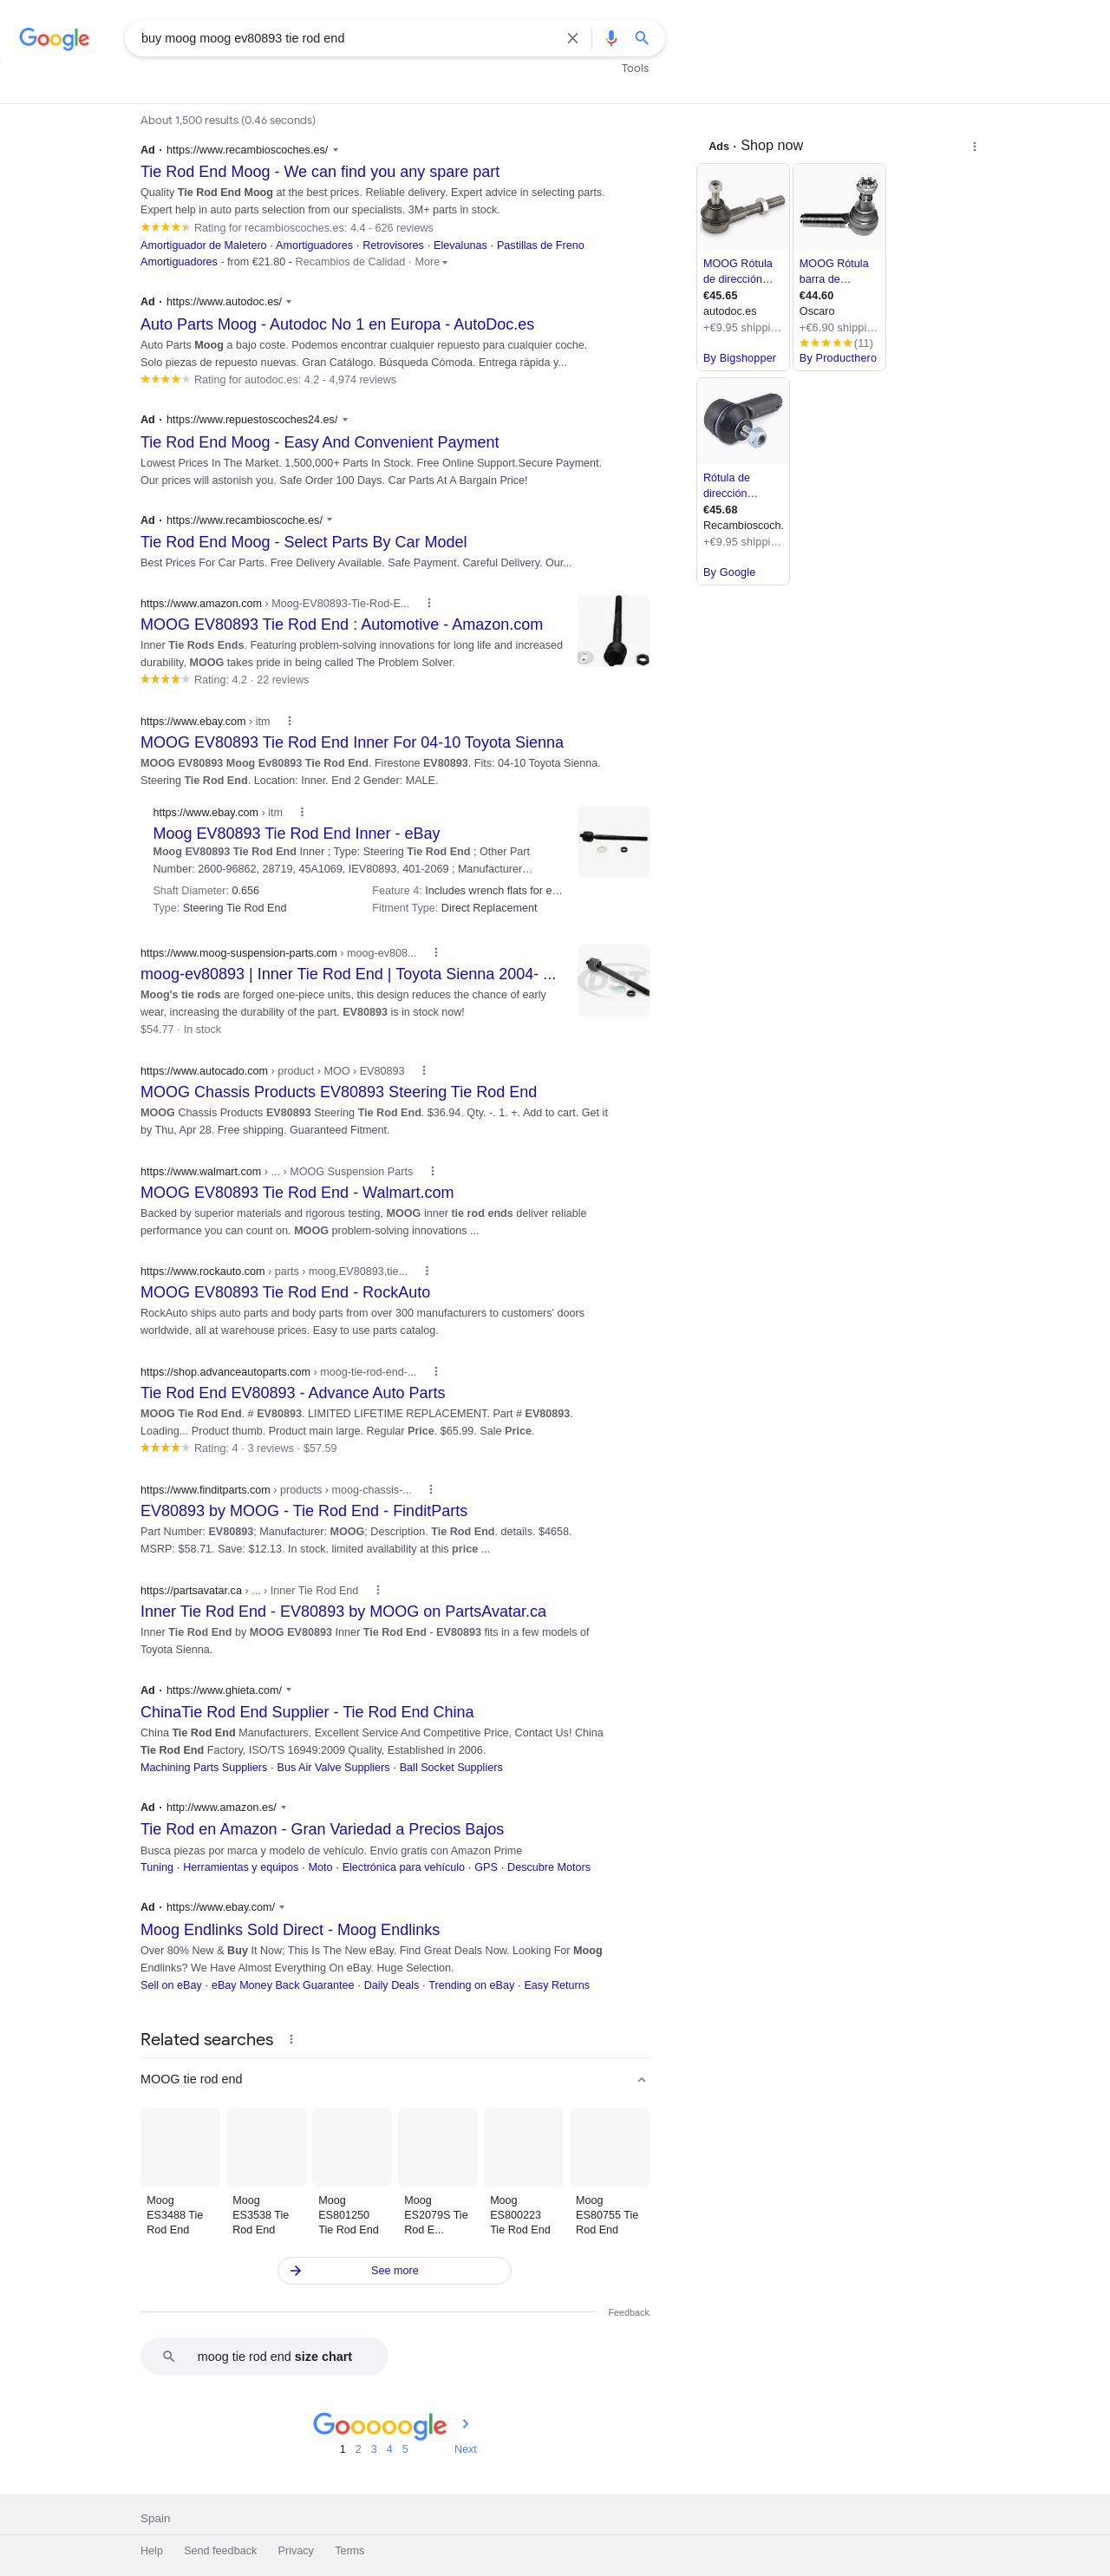 Google
buy moog moog ev80893 tie rod end
Tools
About 1,500 results (0.46 seconds)
Ad · https://www.recambioscoches.es/
Tie Rod End Moog - We can find you any spare part
Quality Tie Rod End Moog at the best prices. Reliable delivery. Expert advice in selecting parts.
Expert help in auto parts selection from our specialists. 3M+ parts in stock.
Rating for recambioscoches.es: 4.4 - 626 reviews
Amortiguador de Maletero · Amortiguadores · Retrovisores · Elevalunas · Pastillas de Freno
Amortiguadores - from €21.80 - Recambios de Calidad · More
Ad · https://www.autodoc.es/
Auto Parts Moog - Autodoc No 1 en Europa - AutoDoc.es
Auto Parts Moog a bajo coste. Podemos encontrar cualquier repuesto para cualquier coche.
Solo piezas de repuesto nuevas. Gran Catálogo. Búsqueda Cómoda. Entrega rápida y...
Rating for autodoc.es: 4.2 - 4,974 reviews
Ad · https://www.repuestoscoches24.es/
Tie Rod End Moog - Easy And Convenient Payment
Lowest Prices In The Market. 1,500,000+ Parts In Stock. Free Online Support.Secure Payment.
Our prices will astonish you. Safe Order 100 Days. Car Parts At A Bargain Price!
Ad · https://www.recambioscoche.es/
Tie Rod End Moog - Select Parts By Car Model
Best Prices For Car Parts. Free Delivery Available. Safe Payment. Careful Delivery. Our...
https://www.amazon.com › Moog-EV80893-Tie-Rod-E...
MOOG EV80893 Tie Rod End : Automotive - Amazon.com
Inner Tie Rods Ends. Featuring problem-solving innovations for long life and increased
durability, MOOG takes pride in being called The Problem Solver.
Rating: 4.2 · 22 reviews
https://www.ebay.com › itm
MOOG EV80893 Tie Rod End Inner For 04-10 Toyota Sienna
MOOG EV80893 Moog Ev80893 Tie Rod End. Firestone EV80893. Fits: 04-10 Toyota Sienna.
Steering Tie Rod End. Location: Inner. End 2 Gender: MALE.
https://www.ebay.com › itm
Moog EV80893 Tie Rod End Inner - eBay
Moog EV80893 Tie Rod End Inner ; Type: Steering Tie Rod End ; Other Part
Number: 2600-96862, 28719, 45A1069, IEV80893, 401-2069 ; Manufacturer…
Shaft Diameter: 0.656
Feature 4: Includes wrench flats for e…
Type: Steering Tie Rod End
Fitment Type: Direct Replacement
https://www.moog-suspension-parts.com › moog-ev808...
moog-ev80893 | Inner Tie Rod End | Toyota Sienna 2004- ...
Moog's tie rods are forged one-piece units, this design reduces the chance of early
wear, increasing the durability of the part. EV80893 is in stock now!
$54.77 · In stock
https://www.autocado.com › product › MOO › EV80893
MOOG Chassis Products EV80893 Steering Tie Rod End
MOOG Chassis Products EV80893 Steering Tie Rod End. $36.94. Qty. -. 1. +. Add to cart. Get it
by Thu, Apr 28. Free shipping. Guaranteed Fitment.
https://www.walmart.com › ... › MOOG Suspension Parts
MOOG EV80893 Tie Rod End - Walmart.com
Backed by superior materials and rigorous testing, MOOG inner tie rod ends deliver reliable
performance you can count on. MOOG problem-solving innovations ...
https://www.rockauto.com › parts › moog,EV80893,tie...
MOOG EV80893 Tie Rod End - RockAuto
RockAuto ships auto parts and body parts from over 300 manufacturers to customers' doors
worldwide, all at warehouse prices. Easy to use parts catalog.
https://shop.advanceautoparts.com › moog-tie-rod-end-...
Tie Rod End EV80893 - Advance Auto Parts
MOOG Tie Rod End. # EV80893. LIMITED LIFETIME REPLACEMENT. Part # EV80893.
Loading... Product thumb. Product main large. Regular Price. $65.99. Sale Price.
Rating: 4 · 3 reviews · $57.59
https://www.finditparts.com › products › moog-chassis-...
EV80893 by MOOG - Tie Rod End - FinditParts
Part Number: EV80893; Manufacturer: MOOG; Description. Tie Rod End. details. $4658.
MSRP: $58.71. Save: $12.13. In stock. limited availability at this price ...
https://partsavatar.ca › ... › Inner Tie Rod End
Inner Tie Rod End - EV80893 by MOOG on PartsAvatar.ca
Inner Tie Rod End by MOOG EV80893 Inner Tie Rod End - EV80893 fits in a few models of
Toyota Sienna.
Ad · https://www.ghieta.com/
ChinaTie Rod End Supplier - Tie Rod End China
China Tie Rod End Manufacturers, Excellent Service And Competitive Price, Contact Us! China
Tie Rod End Factory, ISO/TS 16949:2009 Quality, Established in 2006.
Machining Parts Suppliers · Bus Air Valve Suppliers · Ball Socket Suppliers
Ad · http://www.amazon.es/
Tie Rod en Amazon - Gran Variedad a Precios Bajos
Busca piezas por marca y modelo de vehículo. Envío gratis con Amazon Prime
Tuning · Herramientas y equipos · Moto · Electrónica para vehículo · GPS · Descubre Motors
Ad · https://www.ebay.com/
Moog Endlinks Sold Direct - Moog Endlinks
Over 80% New & Buy It Now; This Is The New eBay. Find Great Deals Now. Looking For Moog
Endlinks? We Have Almost Everything On eBay. Huge Selection.
Sell on eBay · eBay Money Back Guarantee · Daily Deals · Trending on eBay · Easy Returns
Related searches
MOOG tie rod end
Moog ES3488 Tie Rod End
Moog ES3538 Tie Rod End
Moog ES801250 Tie Rod End
Moog ES2079S Tie Rod E...
Moog ES800223 Tie Rod End
Moog ES80755 Tie Rod End
See more
Feedback
moog tie rod end size chart
Gooooogle
1 2 3 4 5 Next
Spain
Help Send feedback Privacy Terms
Ads · Shop now
MOOG Rótula
de dirección…
€45.65
autodoc.es
+€9.95 shippi…
By Bigshopper
MOOG Rótula
barra de…
€44.60
Oscaro
+€6.90 shippi…
(11)
By Producthero
Rótula de
dirección…
€45.68
Recambioscoch.
+€9.95 shippi…
By Google